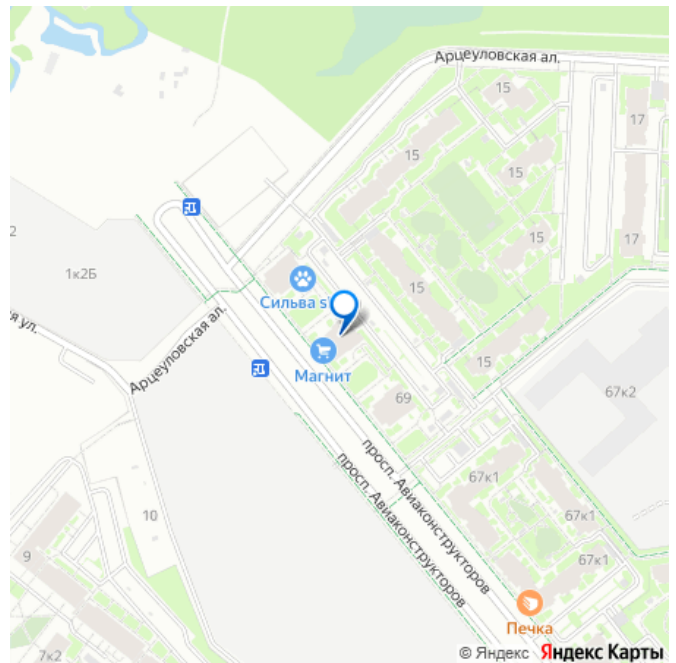 Арцеуловская ал.
15
17
15
15
2
1к2Б
15
17
Сильва s
15
я ул.
Арцеуловская ал.
Магнит
15
69
67к2
просп. Авиаконструкторов
просп. Авиаконструкторов
67к1
10
67к1
9
67к1
Печка
7к2
© Яндекс Яндекс Карты